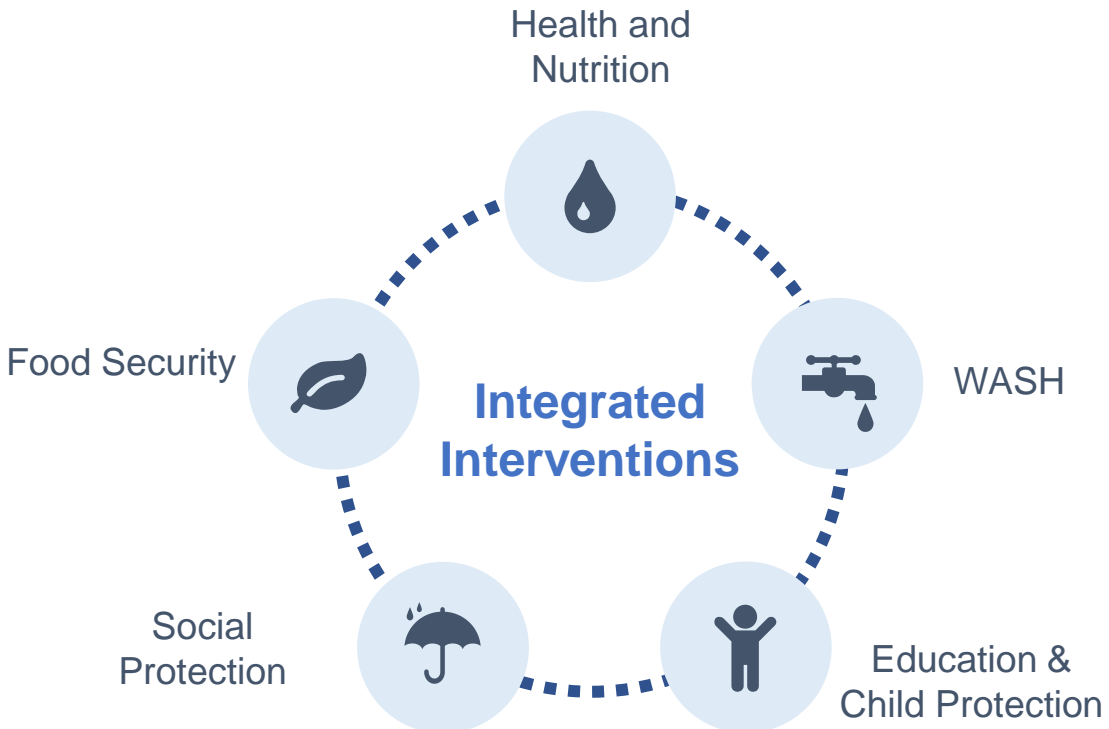 Health and
Nutrition
Food Security
WASH
Integrated
Interventions
Social
Protection
Education &
Child Protection